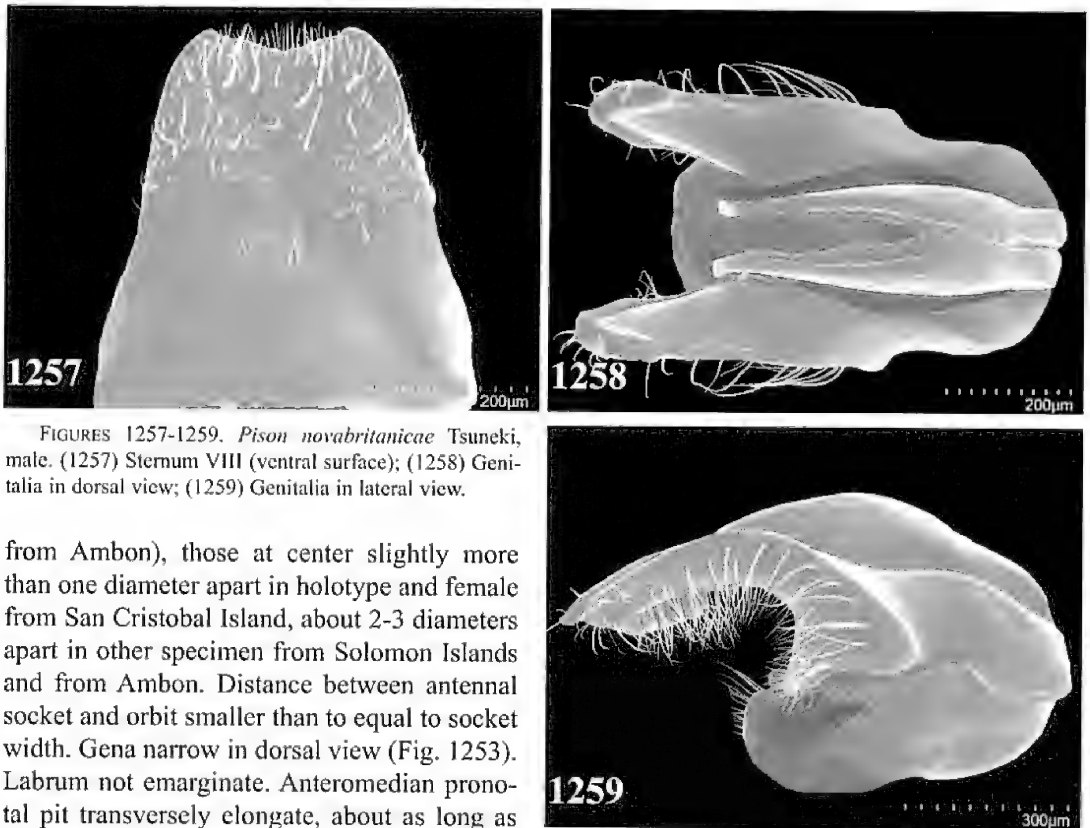 1257
200μm
1258
200μm
FIGURES 1257-1259. Pison novabritanicae Tsuneki,
male. (1257) Sternum VIII (ventral surface); (1258) Geni-
talia in dorsal view; (1259) Genitalia in lateral view.
from Ambon), those at center slightly more
than one diameter apart in holotype and female
from San Cristobal Island, about 2-3 diameters
apart in other specimen from Solomon Islands
and from Ambon. Distance between antennal
socket and orbit smaller than to equal to socket
width. Gena narrow in dorsal view (Fig. 1253).
Labrum not emarginate. Anteromedian prono-
tal pit transversely elongate, about as long as
1259
300μm